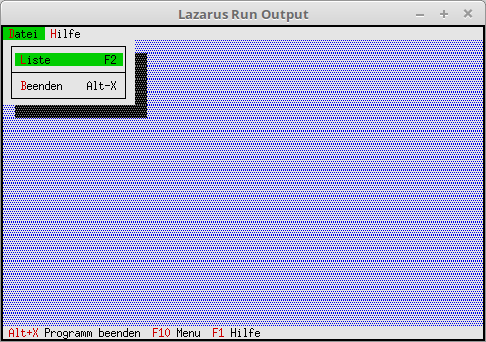 Lazarus Run Output
Datei Hilfe
Liste F2
Beenden Alt-X
Alt+X Programm beenden F10 Menu F1 Hilfe